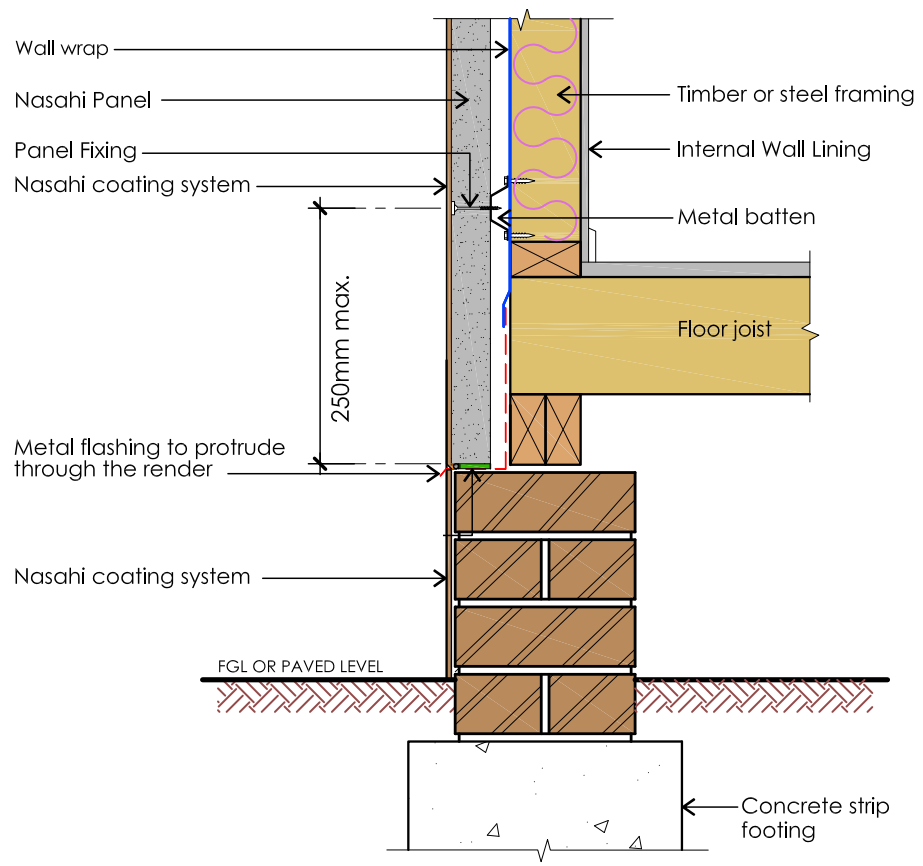 Wall wrap
Nasahi Panel
Panel Fixing
Nasahi coating system
250mm max.
Metal flashing to protrude
through the render
Nasahi coating system
FGL OR PAVED LEVEL
Timber or steel framing
Internal Wall Lining
Metal batten
Floor joist
Concrete strip
footing